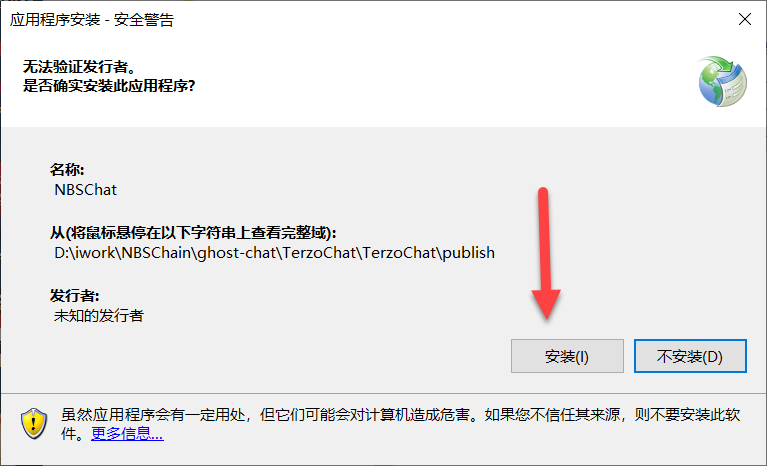 应用程序安装 - 安全警告
无法验证发行者。
是否确实安装此应用程序?
名称:
NBSChat
从(将鼠标悬停在以下字符串上查看完整域):
D:\iwork\NBSChain\ghost-chat\TerzoChat\TerzoChat\publish
发行者:
未知的发行者
安装(I) 不安装(D)
虽然应用程序会有一定用处，但它们可能会对计算机造成危害。如果您不信任其来源，则不要安装此软
件。更多信息...